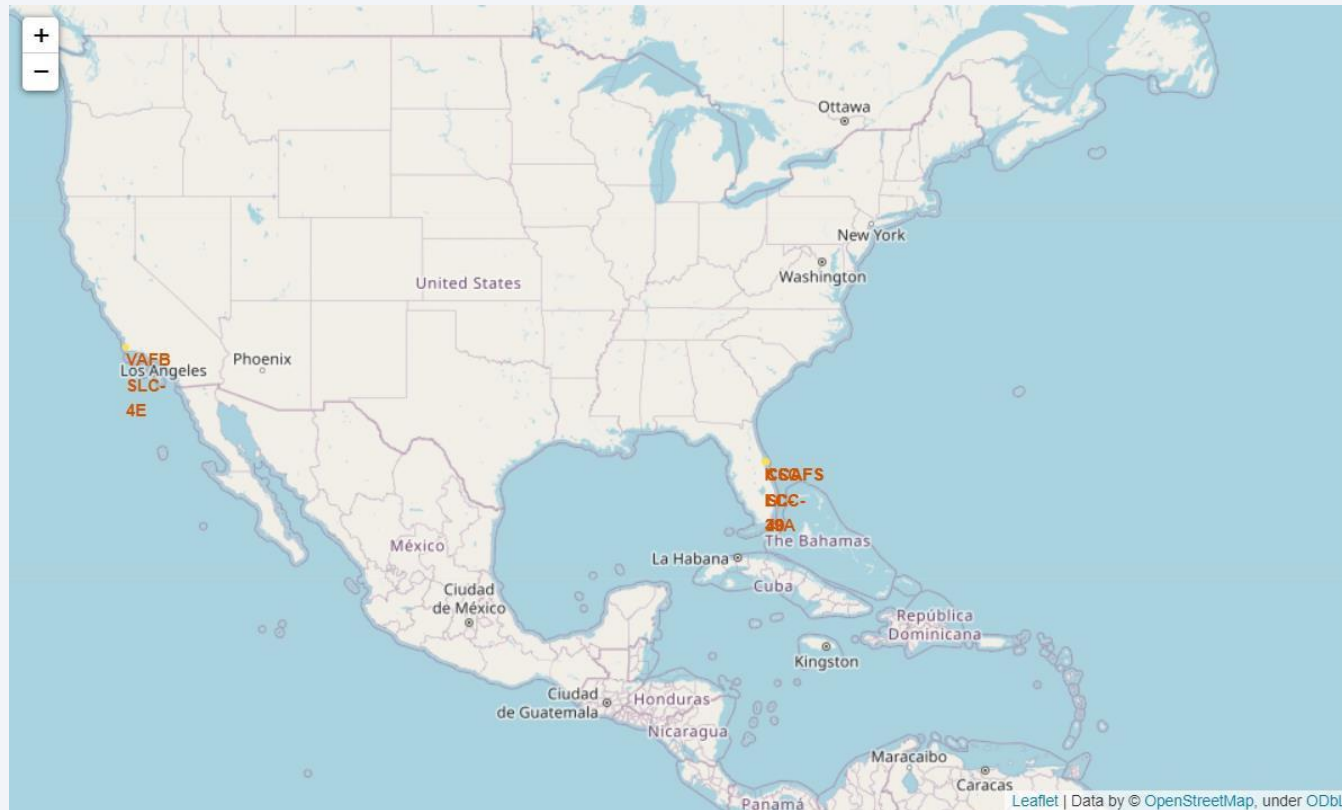 +
−
Ottawa
New York
Washington
United States
Phoenix
VAFB
Los Angeles
SLC-
4E
The Bahamas
La Habana
México
Cuba
Ciudad
de México
República
Dominicana
Kingston
Ciudad
de Guatemala
Honduras
Nicaragua
Maracaibo
Caracas
Panamá
Leaflet | Data by © OpenStreetMap, under ODbL